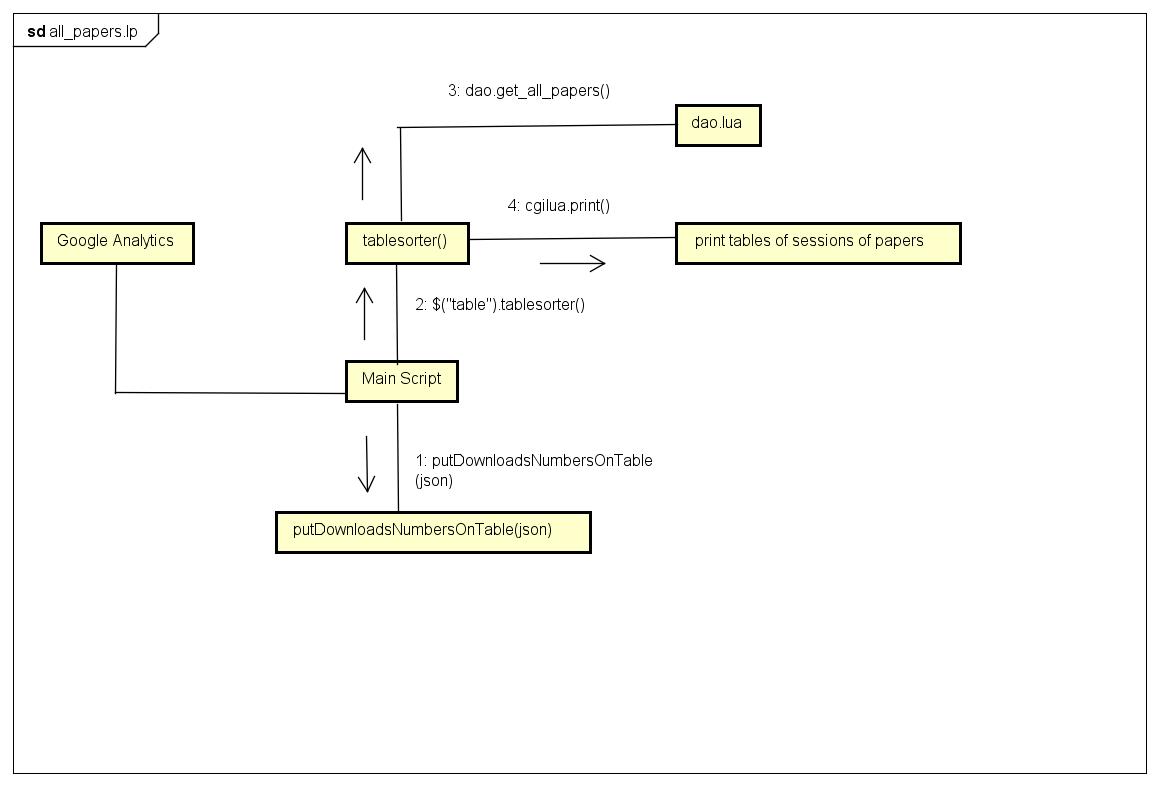 sd all_papers.lp
3: dao.get_all_papers()
dao.lua
4: cgilua.print()
Google Analytics
tablesorter()
print tables of sessions of papers
2: $("table").tablesorter()
Main Script
1: putDownloadsNumbersOnTable
(json)
putDownloadsNumbersOnTable(json)